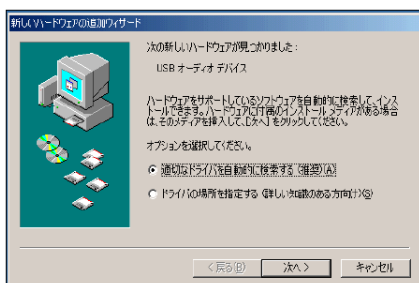 新しいハードウェアの追加ウィザード
次の新しいハードウェアが見つかりました：
USB オーディオ デバイス
ハードウェアをサポートしているソフトウェアを自動的に検索して、インス
トールできます。ハードウェアに付属のインストール メディアがある場合
は、そのメディアを挿入して、[次へ] をクリックしてください。
オプションを選択してください。
適切なドライバを自動的に検索する (推奨)(A)
ドライバの場所を指定する (詳しい知識のある方向け)(S)
< 戻る(B)
次へ >
キャンセル